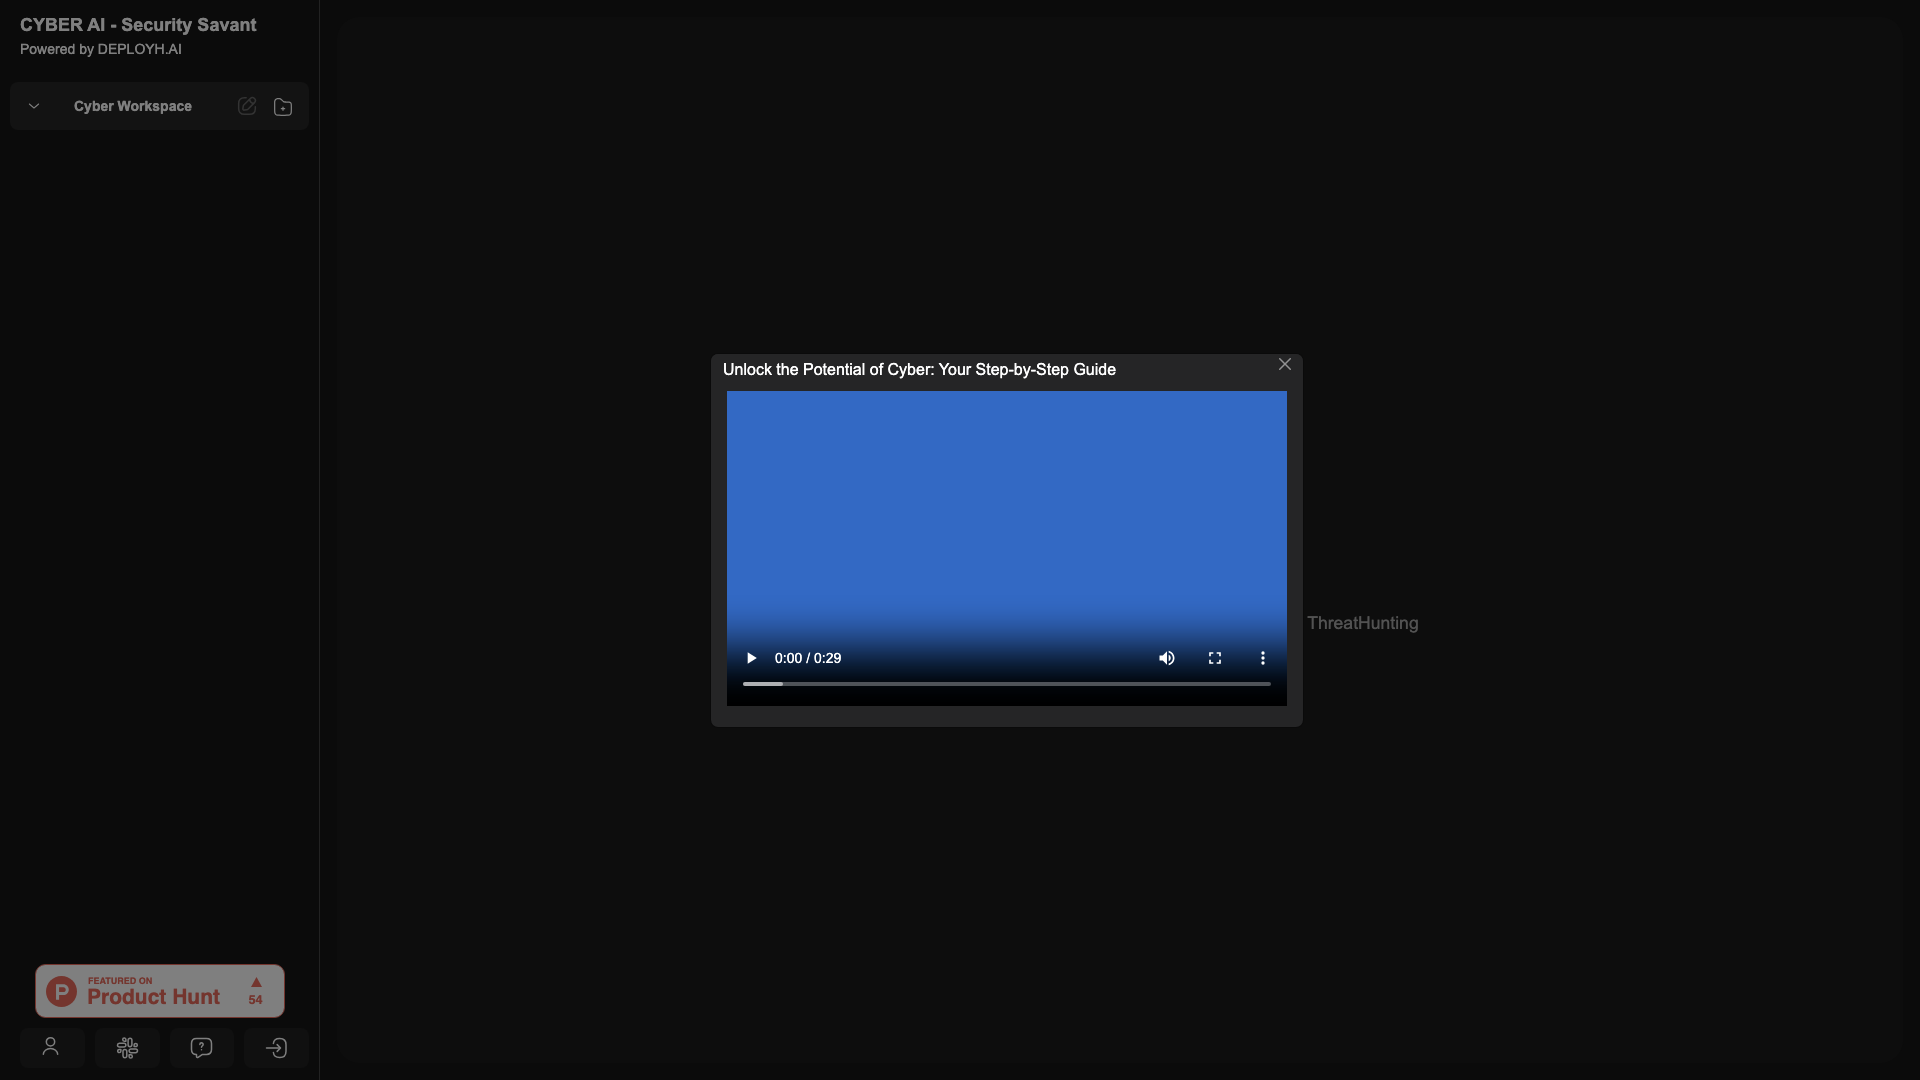 CYBER AI - Security Savant
Powered by DEPLOYH.AI
Cyber Workspace
Unlock the Potential of Cyber: Your Step-by-Step Guide
0:00 / 0:29
ThreatHunting
FEATURED ON
Product Hunt
54